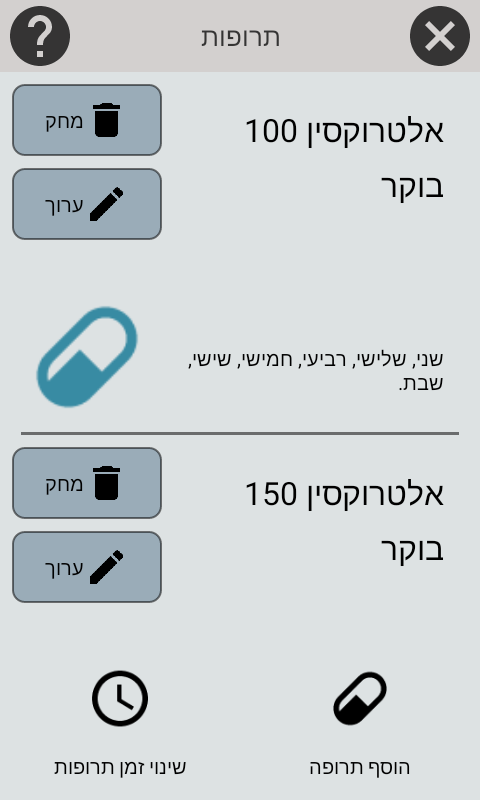 תרופות
אלטרוקסין 100
מחק
בוקר
ערוך
שני, שלישי, רביעי, חמישי, שישי,
שבת.
אלטרוקסין 150
מחק
בוקר
ערוך
הוסף תרופה
שינוי זמן תרופות